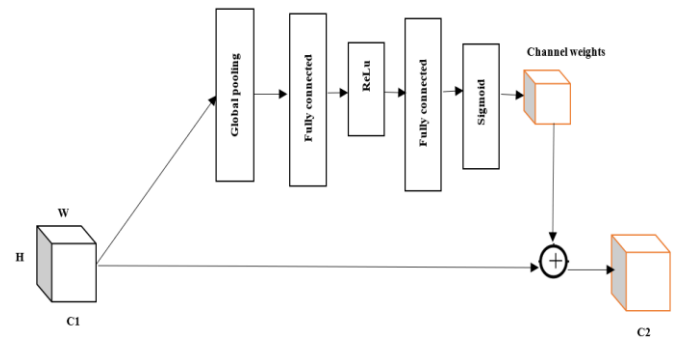 Global pooling
Fully connected
ReLu
Fully connected
Sigmoid
Channel weights
W
H
C1
+
C2